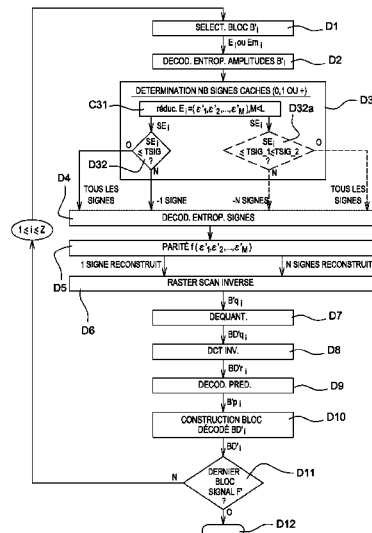 SELECT. BLOC B'i
D1
Ei ou Emi
DECOD. ENTROP. AMPLITUDES B'i
D2
DETERMINATION NB SIGNES CACHES (0,1 OU +)
D3
C31
réduc. Ei =(ε'1,ε'2,...,ε'M),M<L
SEi
SEi
D32a
O
SEi
≤ TSIG
?
D32
N
SEi
≤ TSIG_1≤TSIG_2
?
O
N
TOUS LES
SIGNES
-1 SIGNE
-N SIGNES
TOUS LES
SIGNES
D4
DECOD. ENTROP. SIGNES
1≤i≤Z
PARITÉ f(ε'1,ε'2,...,ε'M)
D5
1 SIGNE RECONSTRUIT
N SIGNES RECONSTRUIT
RASTER SCAN INVERSE
D6
B'qi
DEQUANT.
D7
BD'qi
DCT INV.
D8
BD'ri
DECOD. PRED.
D9
B'pi
CONSTRUCTION BLOC
DÉCODÉ BD'i
D10
BD'i
N
DERNIER
BLOC
SIGNAL F'
?
D11
O
D12